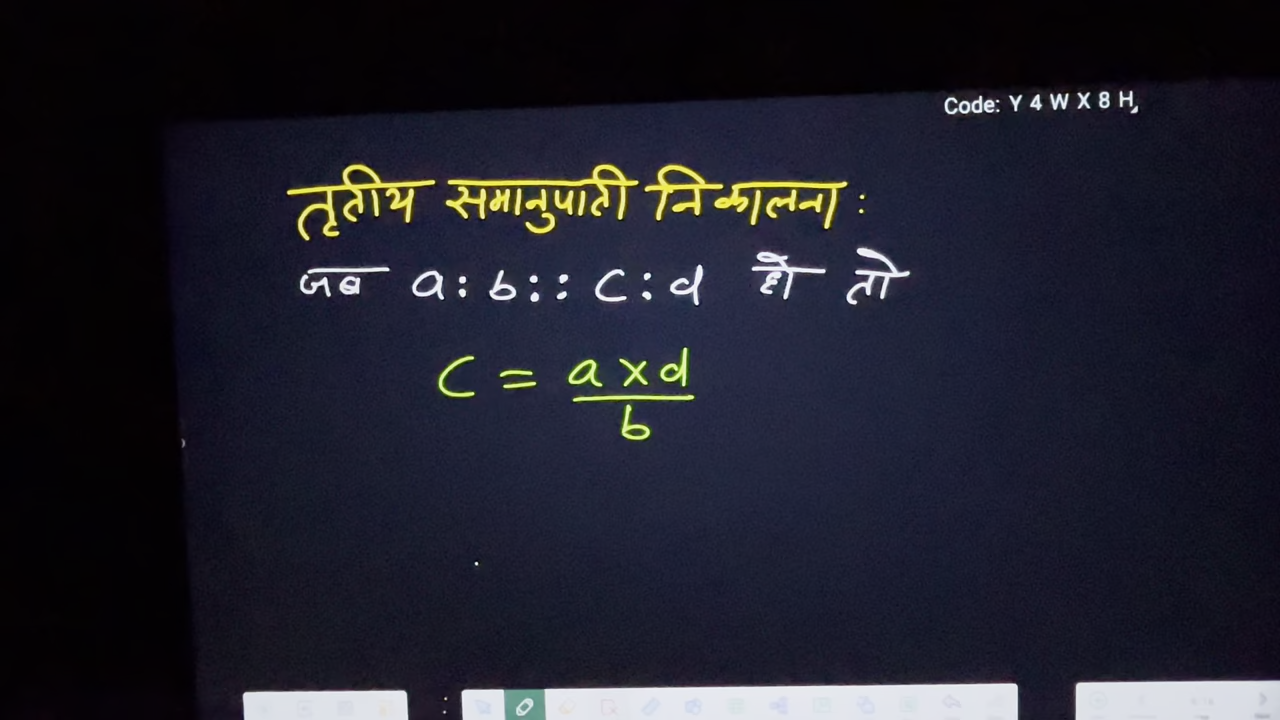 Code: Y 4 W X 8 H,
तृतीय समानुपाती निकालना :
जब a : b : : c : d हो तो
c = a x d
b